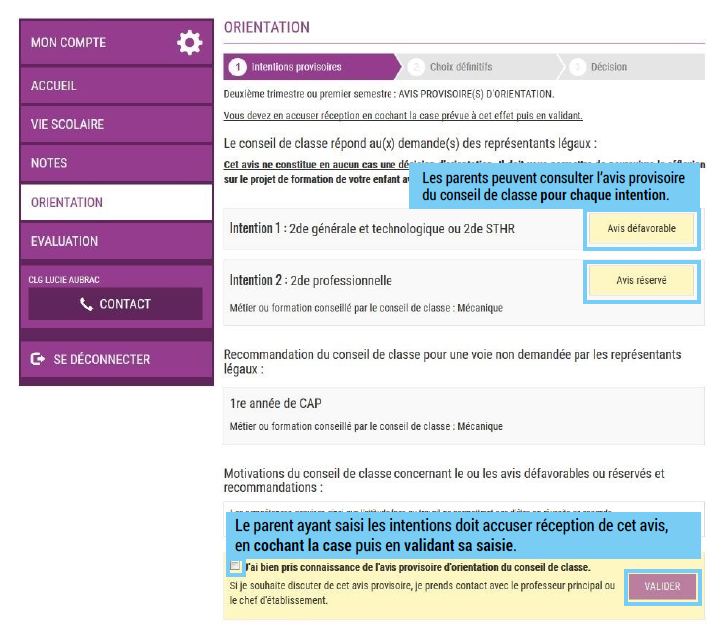 ORIENTATION
MON COMPTE
ACCUEIL
VIE SCOLAIRE
NOTES
ORIENTATION
EVALUATION
CLG LUCIE AUBRAC
CONTACT
SE DÉCONNECTER
1 Intentions provisoires
2 Choix définitifs
3 Décision
Deuxième trimestre ou premier semestre : AVIS PROVISOIRE(S) D'ORIENTATION.
Vous devez en accuser réception en cochant la case prévue à cet effet puis en validant.
Le conseil de classe répond au(x) demande(s) des représentants légaux :
Cet avis ne constitue en aucun cas une
sur le projet de formation de votre enfant
Les parents peuvent consulter l'avis provisoire
du conseil de classe pour chaque intention.
Intention 1 : 2de générale et technologique ou 2de STHR
Avis défavorable
Intention 2 : 2de professionnelle
Avis réservé
Métier ou formation conseillé par le conseil de classe : Mécanique
Recommandation du conseil de classe pour une voie non demandée par les représentants
légaux :
1re année de CAP
Métier ou formation conseillé par le conseil de classe : Mécanique
Motivations du conseil de classe concernant le ou les avis défavorables ou réservés et
recommandations :
Le parent ayant saisi les intentions doit accuser réception de cet avis,
en cochant la case puis en validant sa saisie.
J'ai bien pris connaissance de l'avis provisoire d'orientation du conseil de classe.
Si je souhaite discuter de cet avis provisoire, je prends contact avec le professeur principal ou
le chef d'établissement.
VALIDER